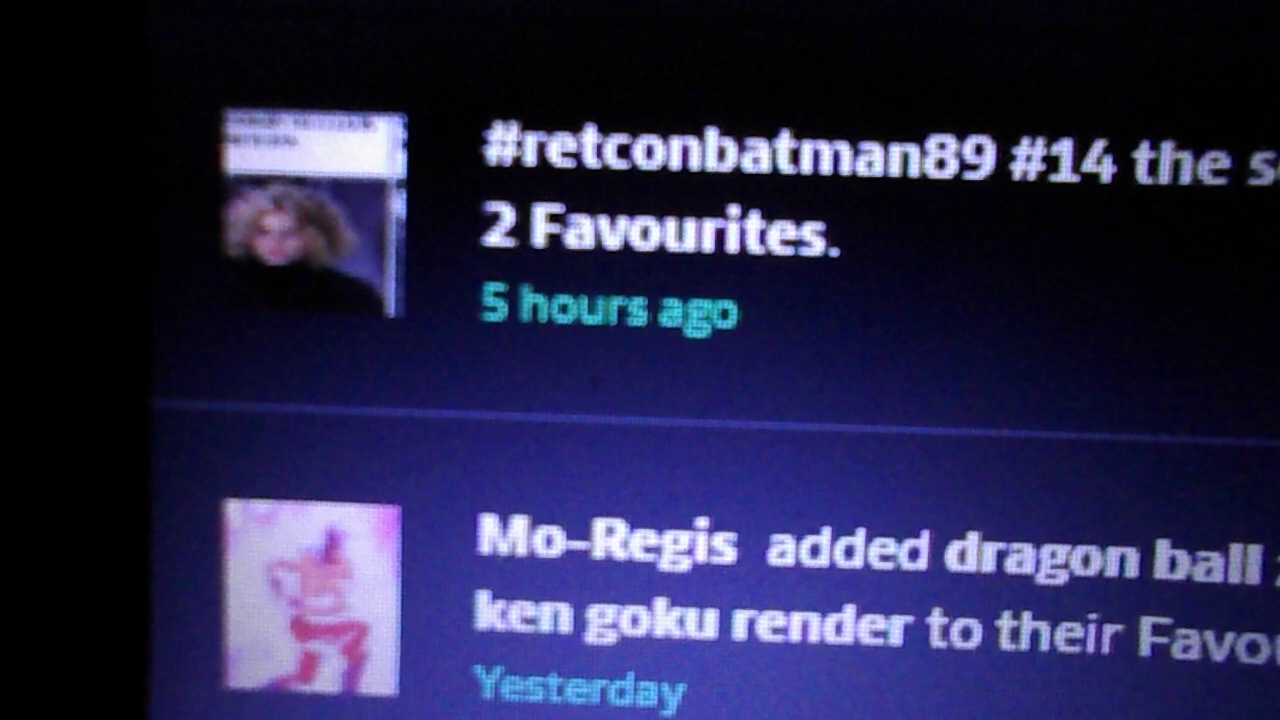 #retconbatman89 #14 the
2 Favourites.
5 hours ago
Mo-Regis added dragon ball
ken goku render to their
Yesterday